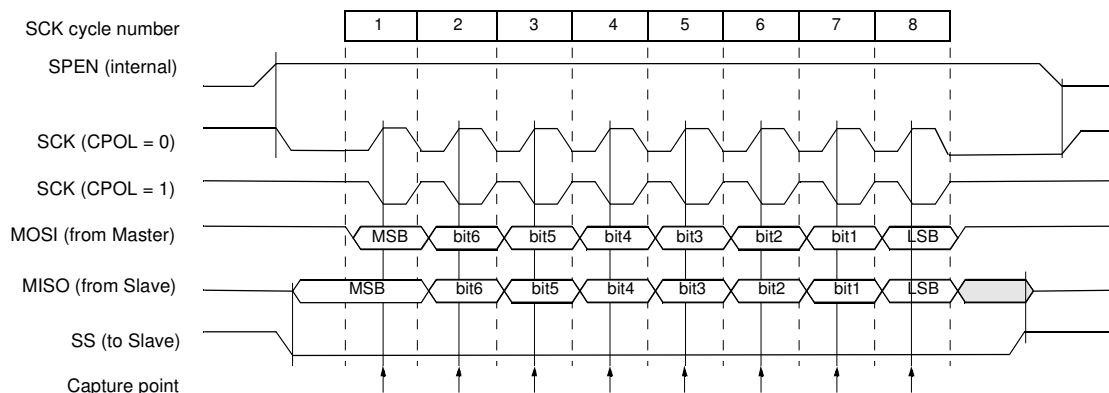 SCK cycle number 1 2 3 4 5 6 7 8
SPEN (internal)
SCK (CPOL = 0)
SCK (CPOL = 1)
MOSI (from Master) MSB bit6 bit5 bit4 bit3 bit2 bit1 LSB
MISO (from Slave) MSB bit6 bit5 bit4 bit3 bit2 bit1 LSB
SS (to Slave)
Capture point